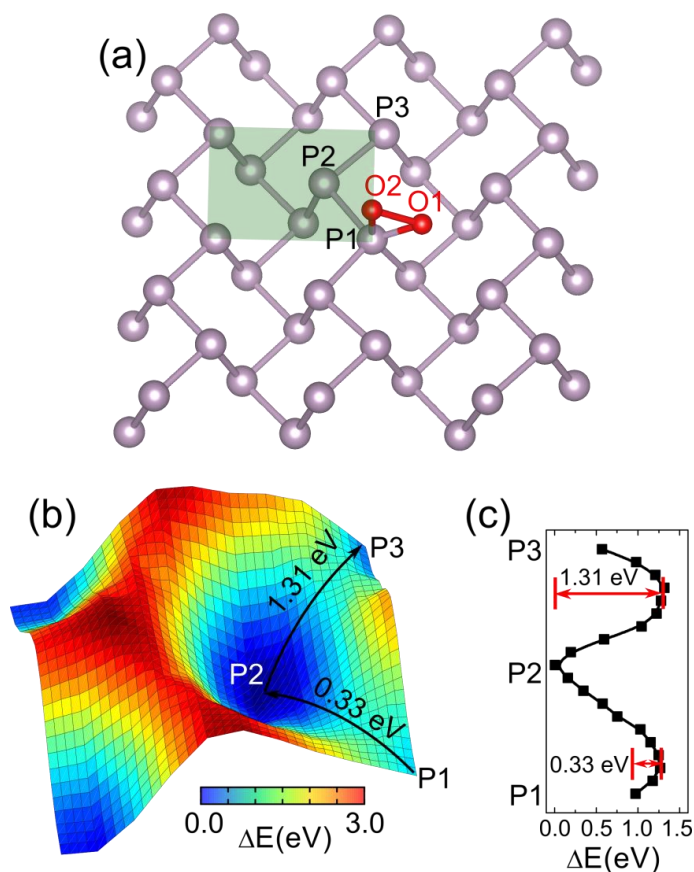 (a)
P3
P2
O2
O1
P1
(b)
P3
1.31 eV
P2
0.33 eV
P1
0.0
3.0
ΔE(eV)
(c)
P3
1.31 eV
P2
0.33 eV
P1
0.0 0.5 1.0 1.5
ΔE(eV)